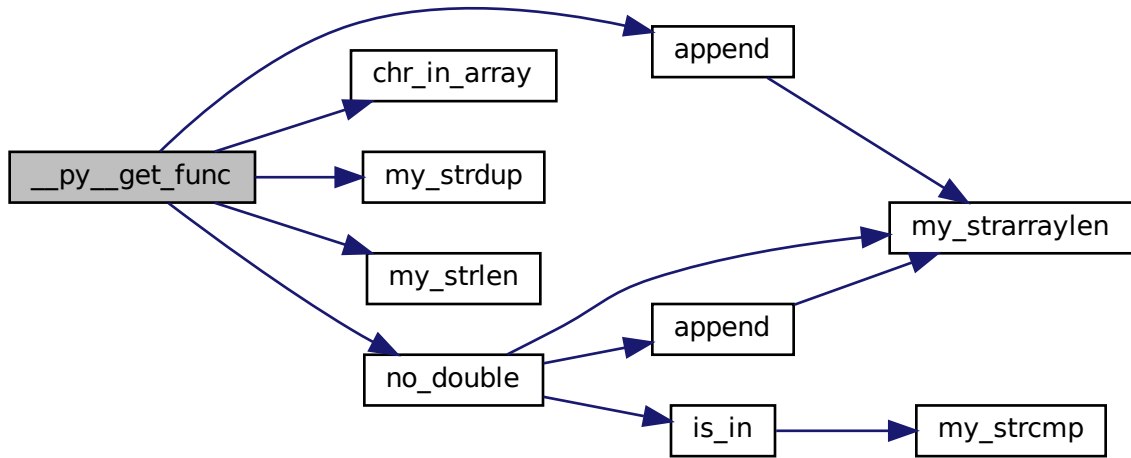 append
chr_in_array
__py__get_func
my_strdup
my_strarraylen
my_strlen
append
no_double
is_in
my_strcmp